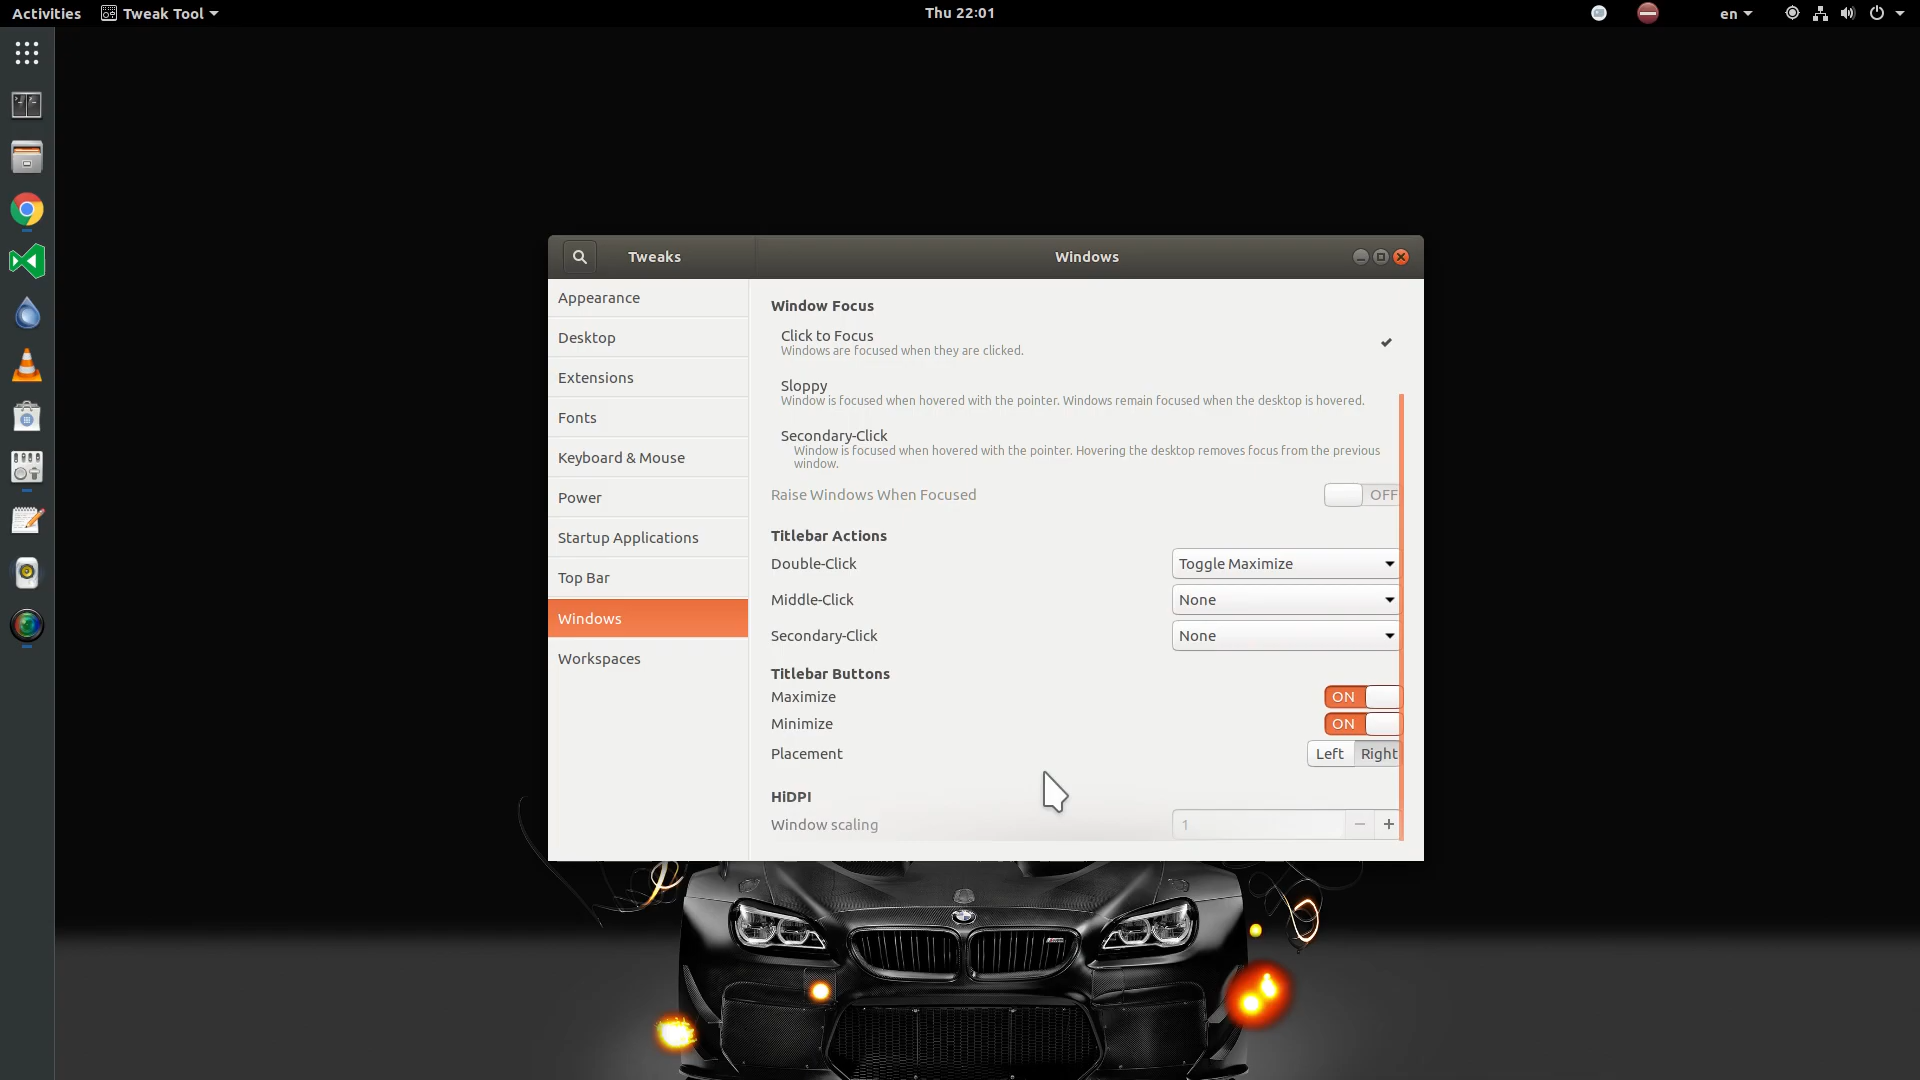 Activities
Tweak Tool
Thu 22:01
en
Tweaks
Windows
Appearance
Desktop
Extensions
Fonts
Keyboard & Mouse
Power
Startup Applications
Top Bar
Windows
Workspaces
Window Focus
Click to Focus
Windows are focused when they are clicked.
Sloppy
Window is focused when hovered with the pointer. Windows remain focused when the desktop is hovered.
Secondary-Click
Window is focused when hovered with the pointer. Hovering the desktop removes focus from the previous
window.
Raise Windows When Focused OFF
Titlebar Actions
Double-Click Toggle Maximize
Middle-Click None
Secondary-Click None
Titlebar Buttons
Maximize ON
Minimize ON
Placement Left Right
HiDPI
Window scaling 1 − +